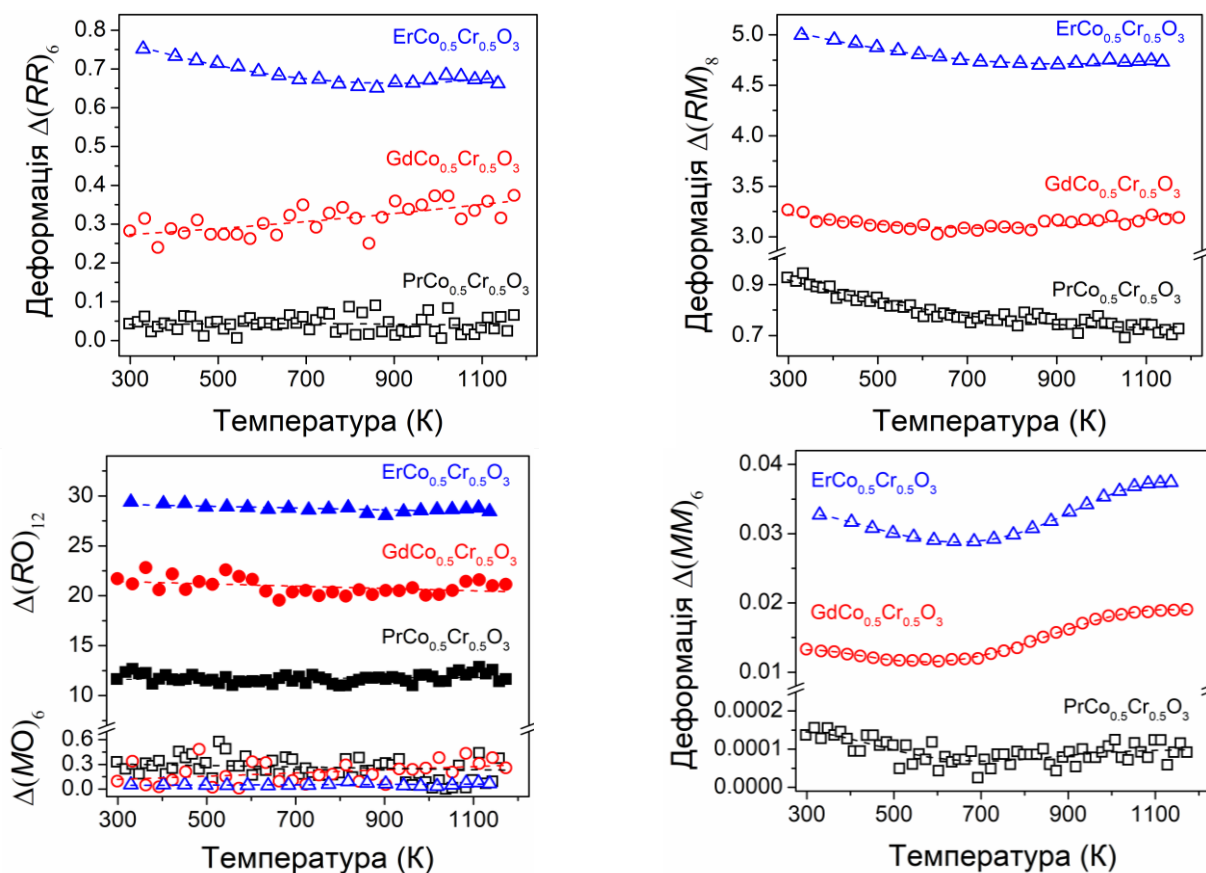 Деформація Δ(RR)₆
0.8
0.7
0.6
0.5
0.4
0.3
0.2
0.1
0.0
ErCo₀.₅Cr₀.₅O₃
GdCo₀.₅Cr₀.₅O₃
PrCo₀.₅Cr₀.₅O₃
300 500 700 900 1100
Температура (К)
Деформація Δ(RM)₈
5.0
4.75
4.5
3.5
3.25
3.0
0.9
0.7
ErCo₀.₅Cr₀.₅O₃
GdCo₀.₅Cr₀.₅O₃
PrCo₀.₅Cr₀.₅O₃
300 500 700 900 1100
Температура (К)
Δ(MO)₆ Δ(RO)₁₂
30
25
20
15
10
0.6
0.3
0.0
ErCo₀.₅Cr₀.₅O₃
GdCo₀.₅Cr₀.₅O₃
PrCo₀.₅Cr₀.₅O₃
300 500 700 900 1100
Температура (К)
Деформація Δ(MM)₆
0.04
0.03
0.02
0.01
0.0002
0.0001
0.0000
ErCo₀.₅Cr₀.₅O₃
GdCo₀.₅Cr₀.₅O₃
PrCo₀.₅Cr₀.₅O₃
300 500 700 900 1100
Температура (К)